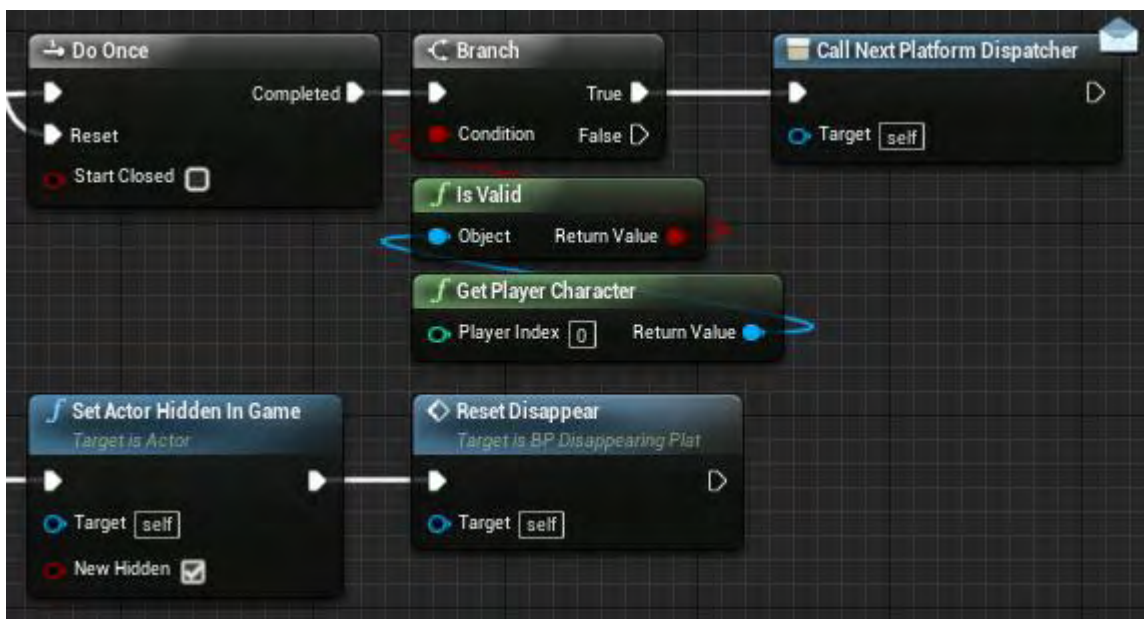 Do Once
Completed
Reset
Start Closed
Branch
True
Condition
False
Call Next Platform Dispatcher
Target self
Is Valid
Object
Return Value
Get Player Character
Player Index 0
Return Value
Set Actor Hidden In Game
Target is Actor
Target self
New Hidden
Reset Disappear
Target is BP Disappearing Plat
Target self